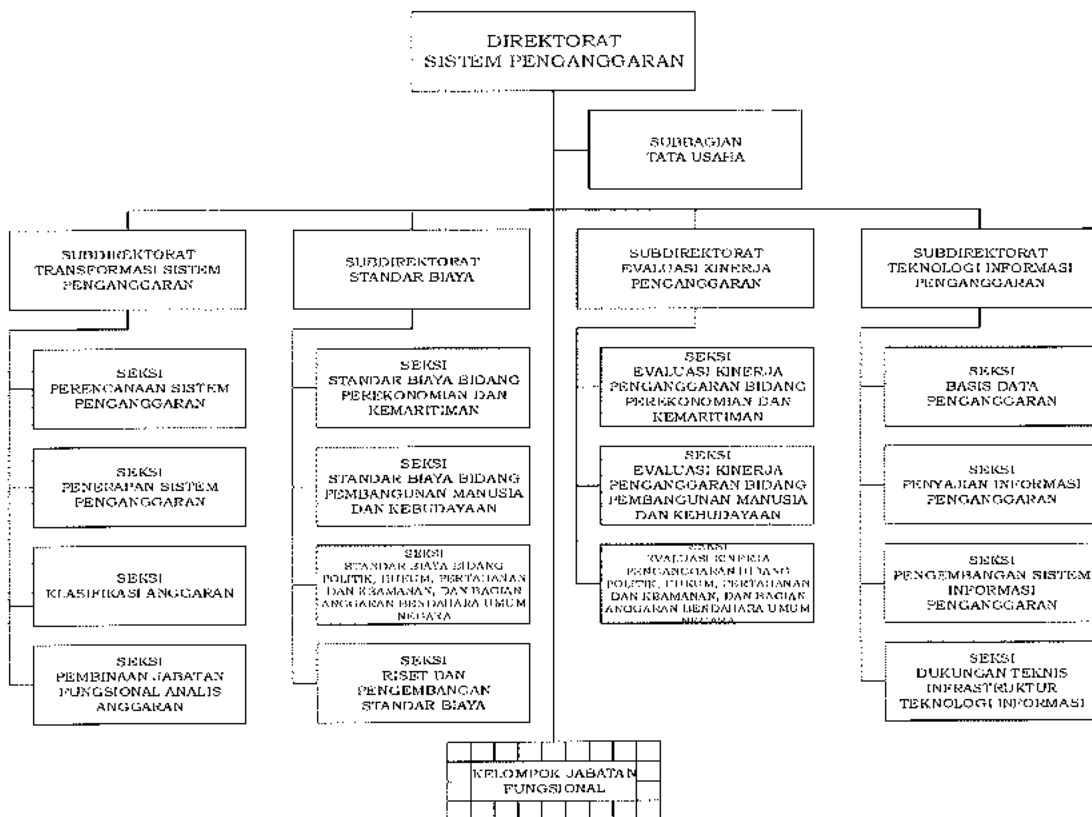 DIREKTORAT
SISTEM PENGANGGARAN
SUBBAGIAN
TATA USAHA
SUBDIREKTORAT
TRANSFORMASI SISTEM
PENGANGGARAN
SUBDIREKTORAT
STANDAR BIAYA
SUBDIREKTORAT
EVALUASI KINERJA
PENGANGGARAN
SUBDIREKTORAT
TEKNOLOGI INFORMASI
PENGANGGARAN
SEKSI
PERENCANAAN SISTEM
PENGANGGARAN
SEKSI
STANDAR BIAYA BIDANG
PEREKONOMIAN DAN
KEMARITIMAN
SEKSI
EVALUASI KINERJA
PENGANGGARAN BIDANG
PEREKONOMIAN DAN
KEMARITIMAN
SEKSI
BASIS DATA
PENGANGGARAN
SEKSI
PENERAPAN SISTEM
PENGANGGARAN
SEKSI
STANDAR BIAYA BIDANG
PEMBANGUNAN MANUSIA
DAN KEBUDAYAAN
SEKSI
EVALUASI KINERJA
PENGANGGARAN BIDANG
PEMBANGUNAN MANUSIA
DAN KEBUDAYAAN
SEKSI
PENYAJIAN INFORMASI
PENGANGGARAN
SEKSI
KLASIFIKASI ANGGARAN
SEKSI
STANDAR BIAYA BIDANG
POLITIK, HUKUM, PERTAHANAN
DAN KEAMANAN, DAN BAGIAN
ANGGARAN BENDAHARA UMUM
NEGARA
SEKSI
EVALUASI KINERJA
PENGANGGARAN BIDANG
POLITIK, HUKUM, PERTAHANAN
DAN KEAMANAN, DAN BAGIAN
ANGGARAN BENDAHARA UMUM
NEGARA
SEKSI
PENGEMBANGAN SISTEM
INFORMASI
PENGANGGARAN
SEKSI
PEMBINAAN JABATAN
FUNGSIONAL ANALIS
ANGGARAN
SEKSI
RISET DAN
PENGEMBANGAN
STANDAR BIAYA
SEKSI
DUKUNGAN TEKNIS
INFRASTRUKTUR
TEKNOLOGI INFORMASI
KELOMPOK JABATAN
FUNGSIONAL